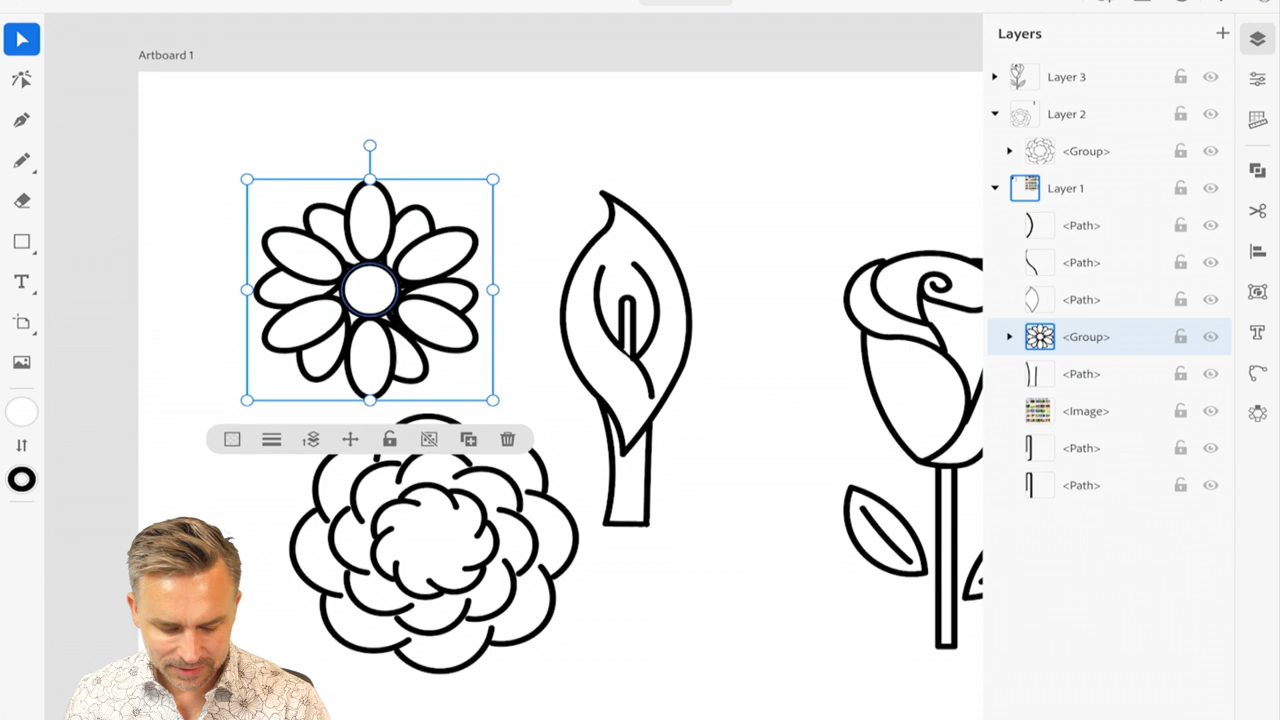 Artboard 1
Layers
Layer 3
Layer 2
<Group>
Layer 1
<Path>
<Path>
<Path>
<Group>
<Path>
<Image>
<Path>
<Path>